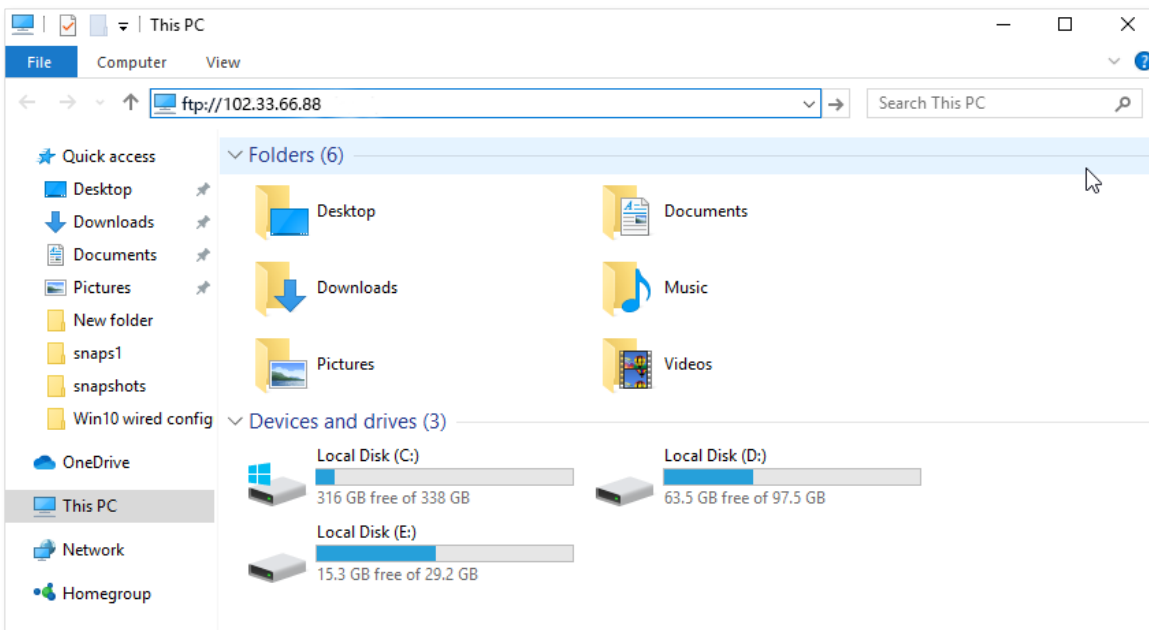 This PC
File Computer View
ftp://102.33.66.88
Search This PC
Quick access
Desktop
Downloads
Documents
Pictures
New folder
snaps1
snapshots
Win10 wired config
OneDrive
This PC
Network
Homegroup
Folders (6)
Desktop
Documents
Downloads
Music
Pictures
Videos
Devices and drives (3)
Local Disk (C:)
316 GB free of 338 GB
Local Disk (D:)
63.5 GB free of 97.5 GB
Local Disk (E:)
15.3 GB free of 29.2 GB